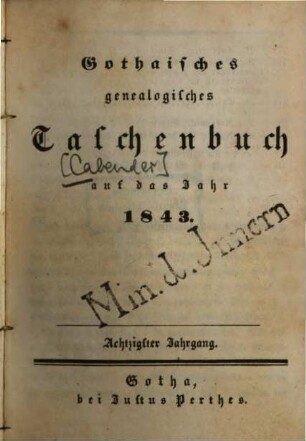 Gothaisches
genealogisches
Taschenbuch
[Calender]
auf das Jahr
1843.
Min. d. Innern
Achtzigster Jahrgang.
Gotha,
bei Justus Perthes.